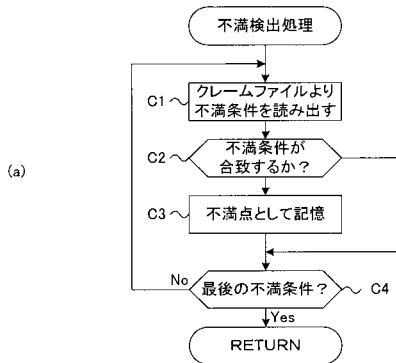 不満検出処理
C1
クレームファイルより
不満条件を読み出す
C2
不満条件が
合致するか?
(a)
C3
不満点として記憶
No
最後の不満条件?
C4
Yes
RETURN